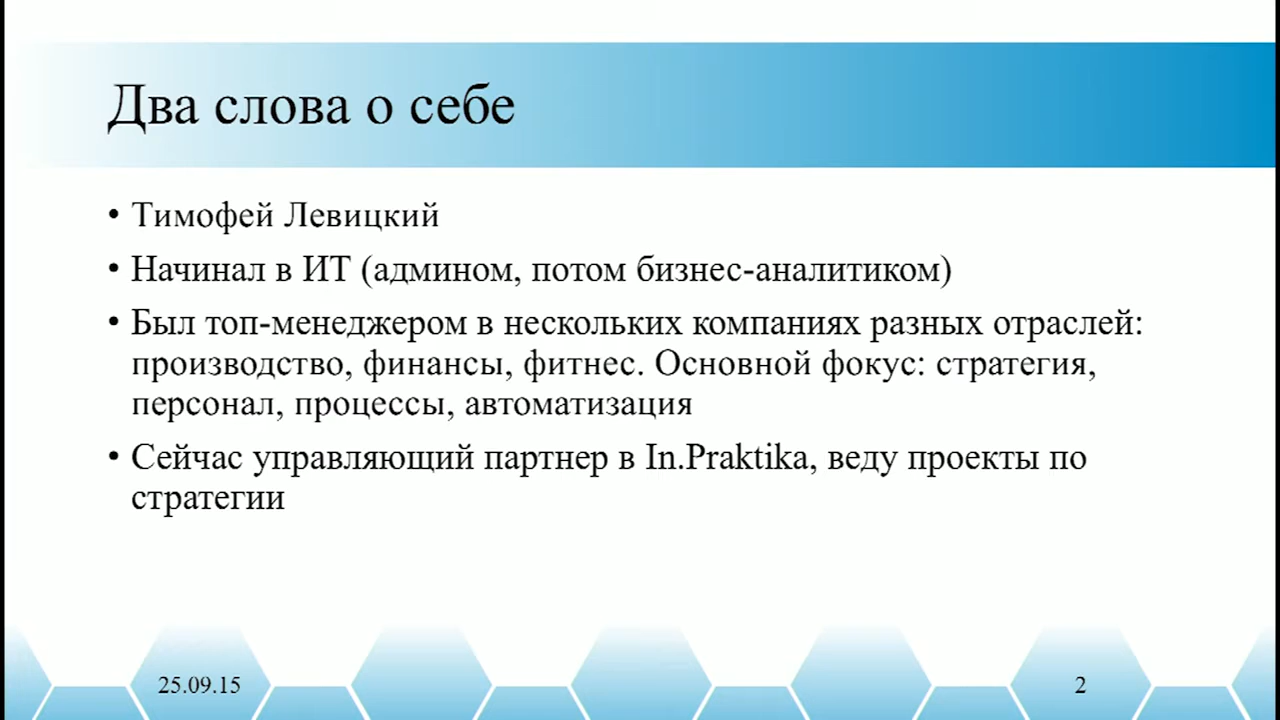 Два слова о себе
• Тимофей Левицкий
• Начинал в ИТ (админом, потом бизнес-аналитиком)
• Был топ-менеджером в нескольких компаниях разных отраслей:
производство, финансы, фитнес. Основной фокус: стратегия,
персонал, процессы, автоматизация
• Сейчас управляющий партнер в In.Praktika, веду проекты по
стратегии
25.09.15
2